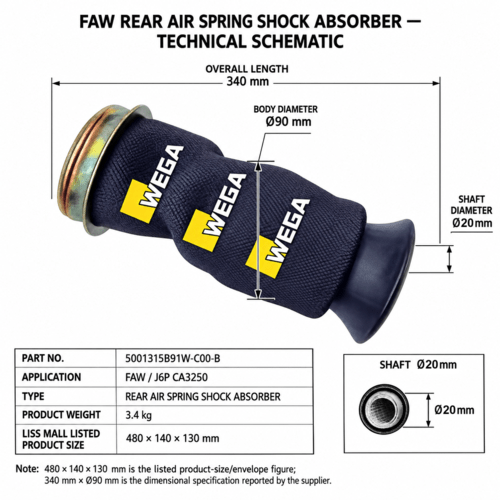 FAW REAR AIR SPRING SHOCK ABSORBER —
TECHNICAL SCHEMATIC
OVERALL LENGTH
340 mm
BODY DIAMETER
Ø90 mm
WEGA
WEGA
WEGA
SHAFT
DIAMETER
Ø20mm
PART NO. 5001315B91W-C00-B
APPLICATION FAW / J6P CA3250
TYPE REAR AIR SPRING SHOCK ABSORBER
PRODUCT WEIGHT 3.4 kg
LISS MALL LISTED
PRODUCT SIZE 480 × 140 × 130 mm
SHAFT Ø20mm
Ø20mm
Note: 480 × 140 × 130 mm is the listed product-size/envelope figure;
340 mm × Ø90 mm is the dimensional specification reported by the supplier.